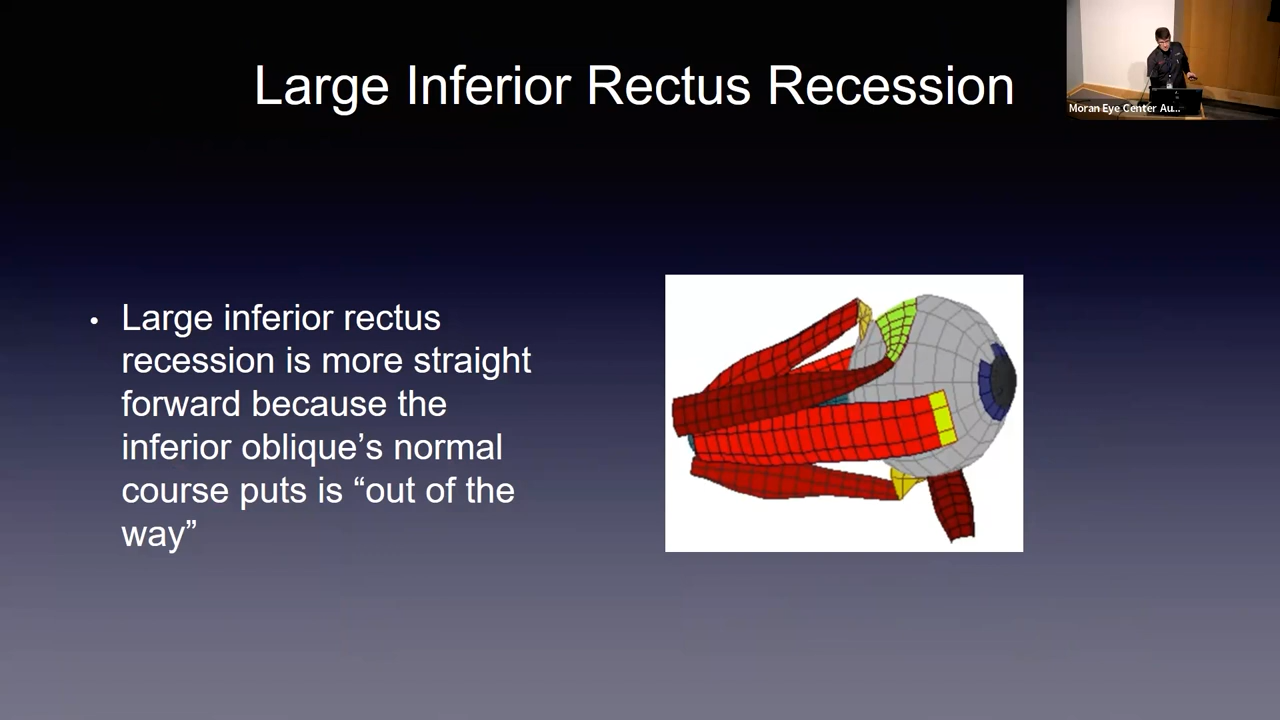 Large Inferior Rectus Recession
Moran Eye Center Au...
• Large inferior rectus
recession is more straight
forward because the
inferior oblique’s normal
course puts is “out of the
way”